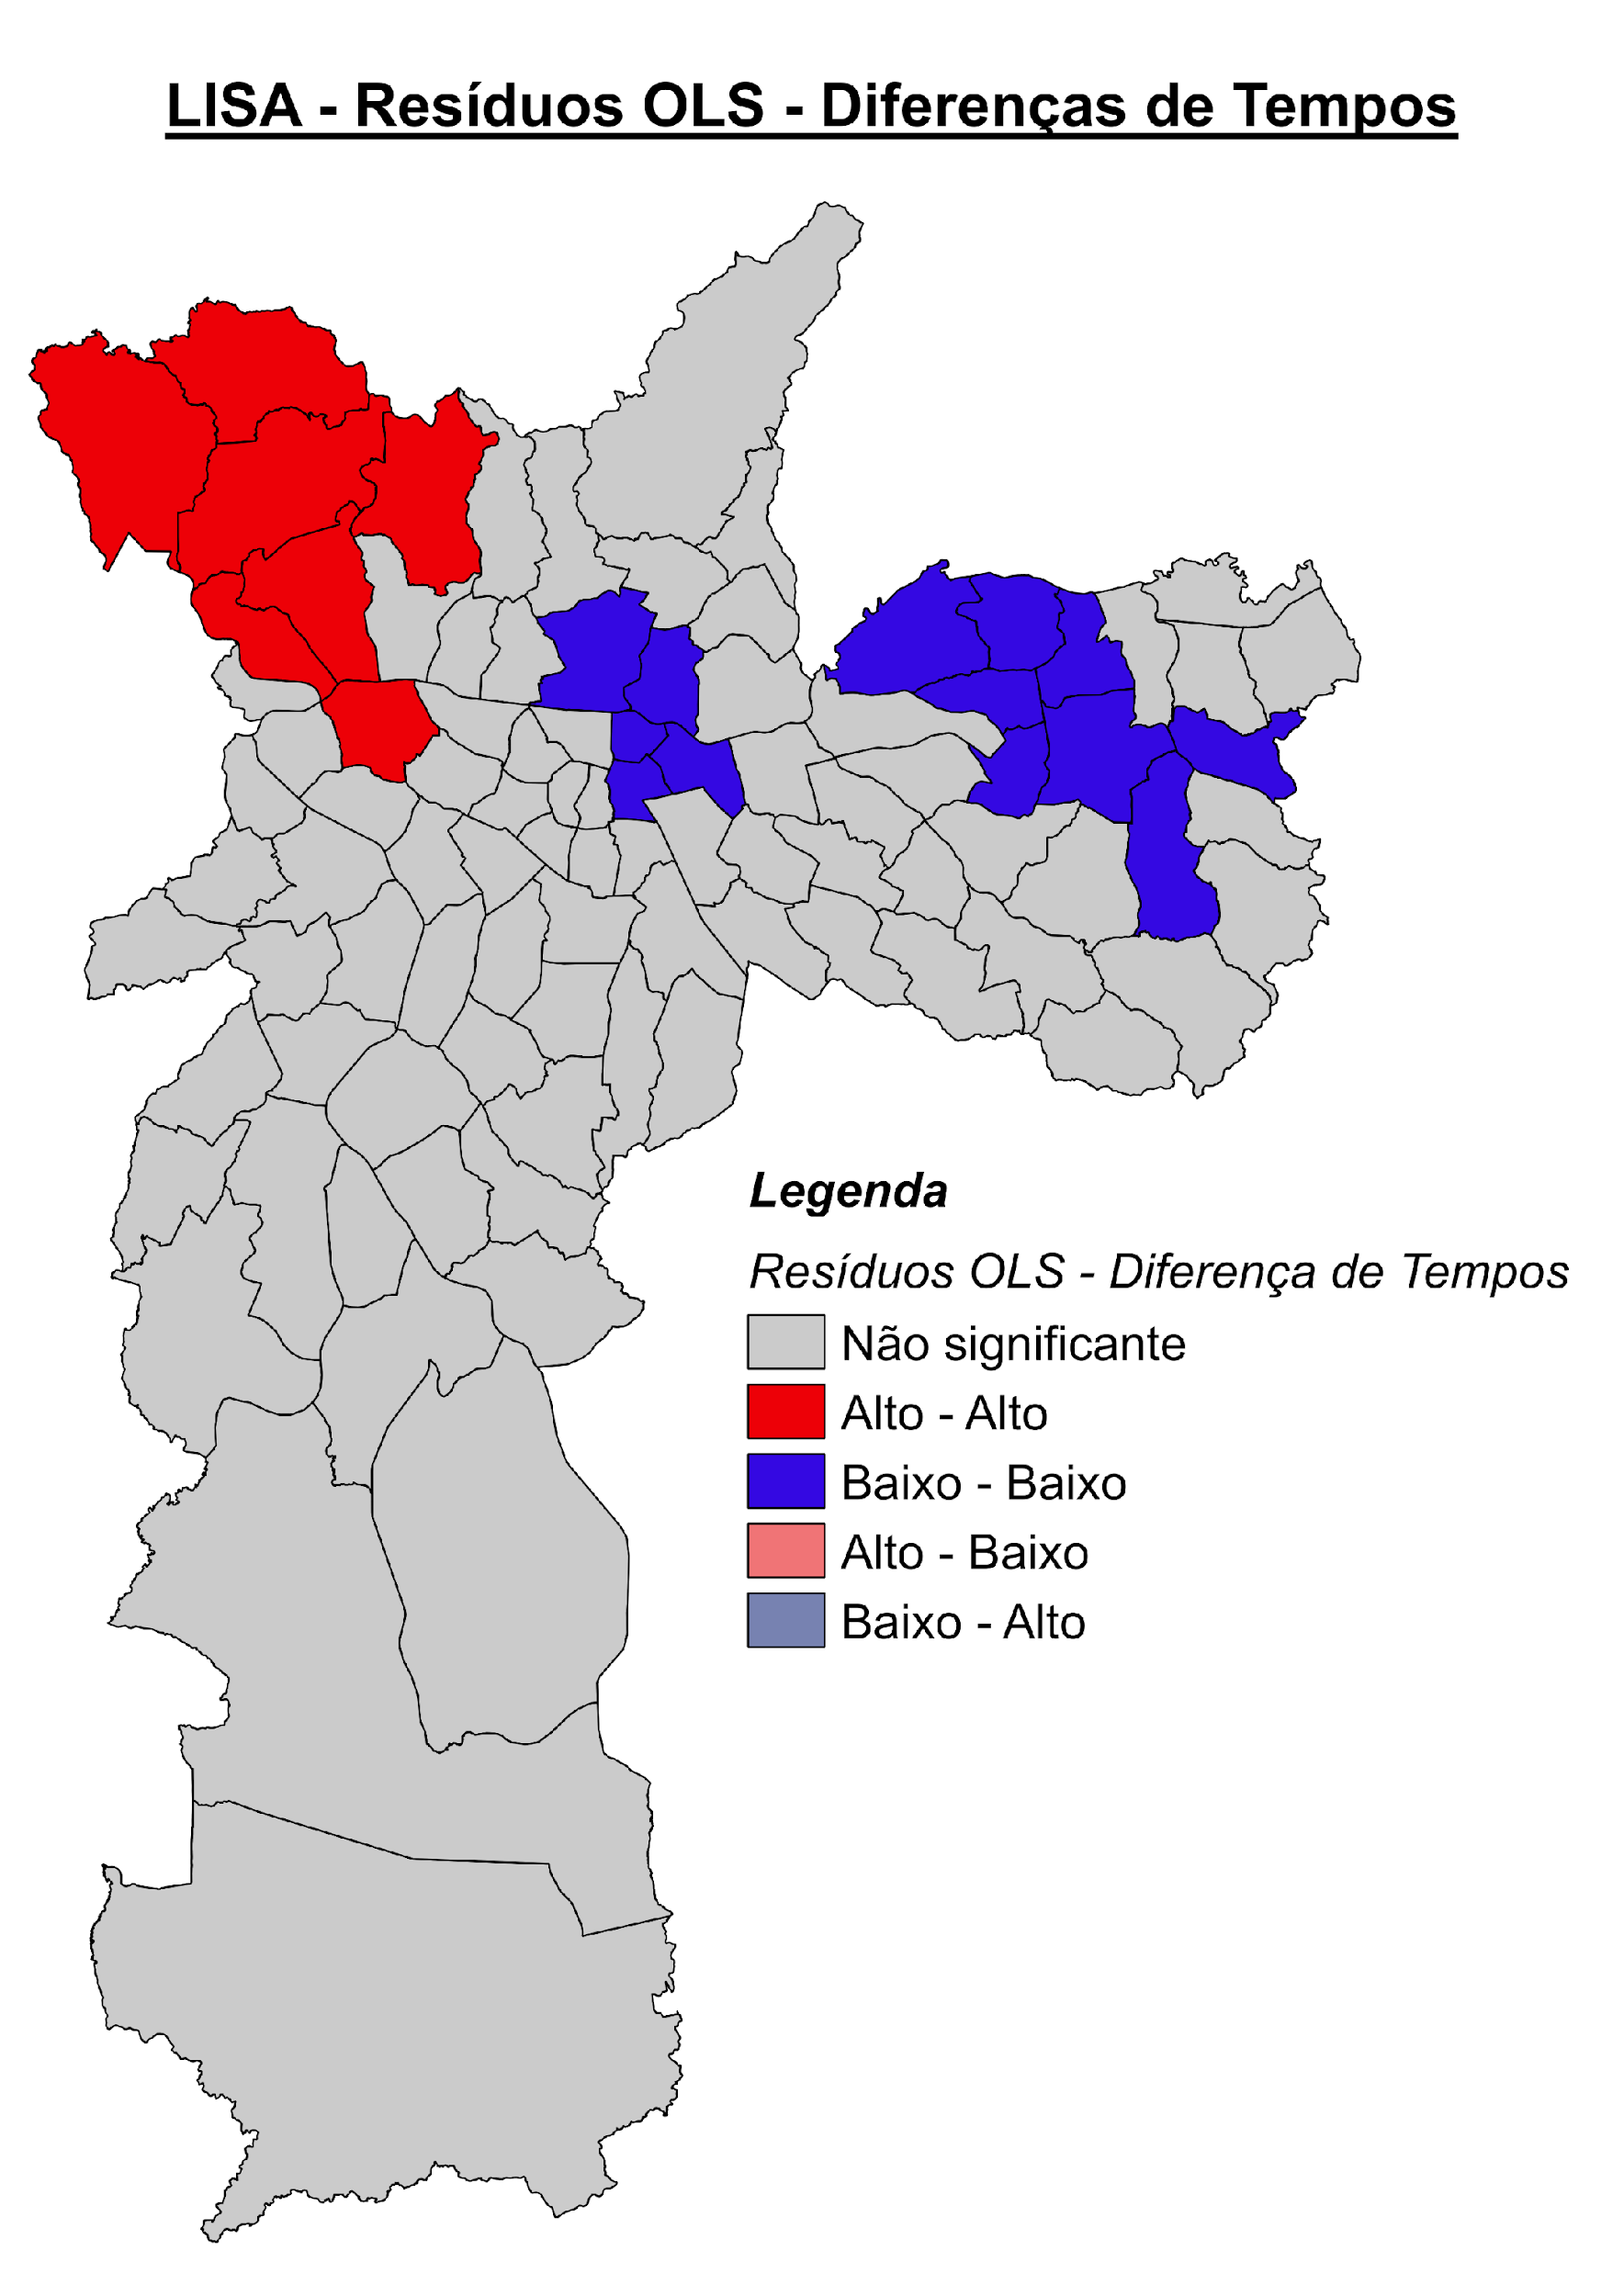 LISA - Resíduos OLS - Diferenças de Tempos
Legenda
Resíduos OLS - Diferença de Tempos
Não significante
Alto - Alto
Baixo - Baixo
Alto - Baixo
Baixo - Alto